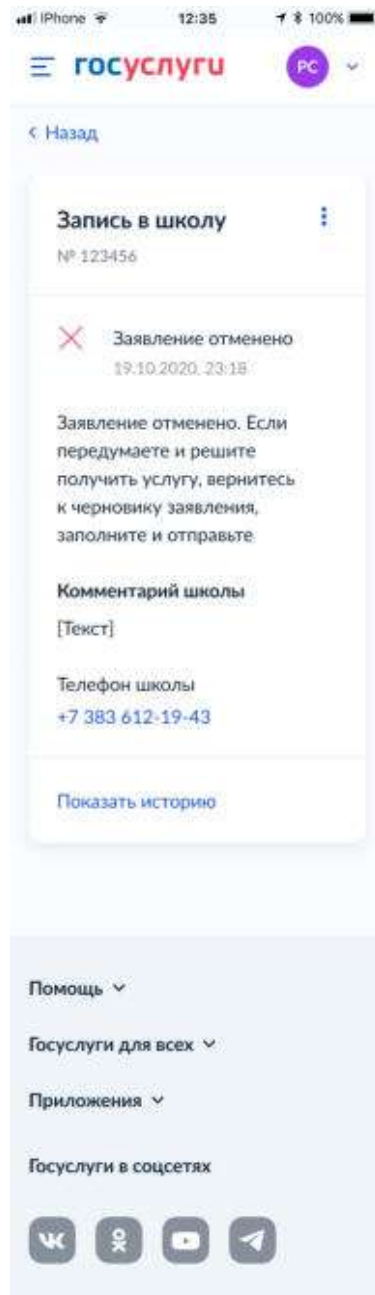 iPhone 12:35 100%
госуслуги РС
Назад
Запись в школу
№ 123456
Заявление отменено
19.10.2020, 23:18
Заявление отменено. Если
передумаете и решите
получить услугу, вернитесь
к черновику заявления,
заполните и отправьте
Комментарий школы
[Текст]
Телефон школы
+7 383 612-19-43
Показать историю
Помощь
Госуслуги для всех
Приложения
Госуслуги в соцсетях